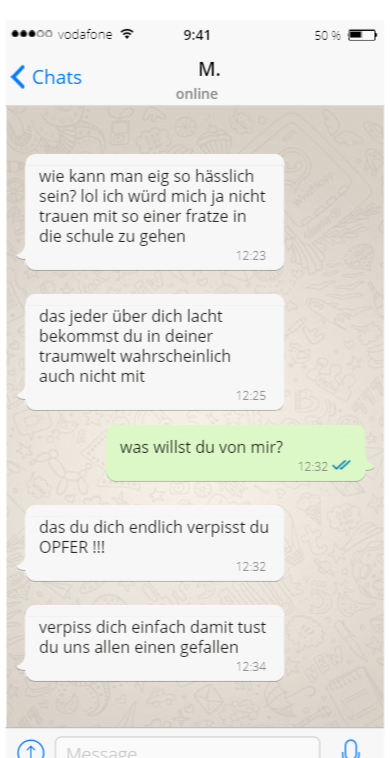 vodafone 9:41 50 %
Chats M.
online
wie kann man eig so hässlich
sein? lol ich würd mich ja nicht
trauen mit so einer fratze in
die schule zu gehen
12:23
das jeder über dich lacht
bekommst du in deiner
traumwelt wahrscheinlich
auch nicht mit
12:25
was willst du von mir?
12:32
das du dich endlich verpisst du
OPFER !!!
12:32
verpiss dich einfach damit tust
du uns allen einen gefallen
12:34
Message